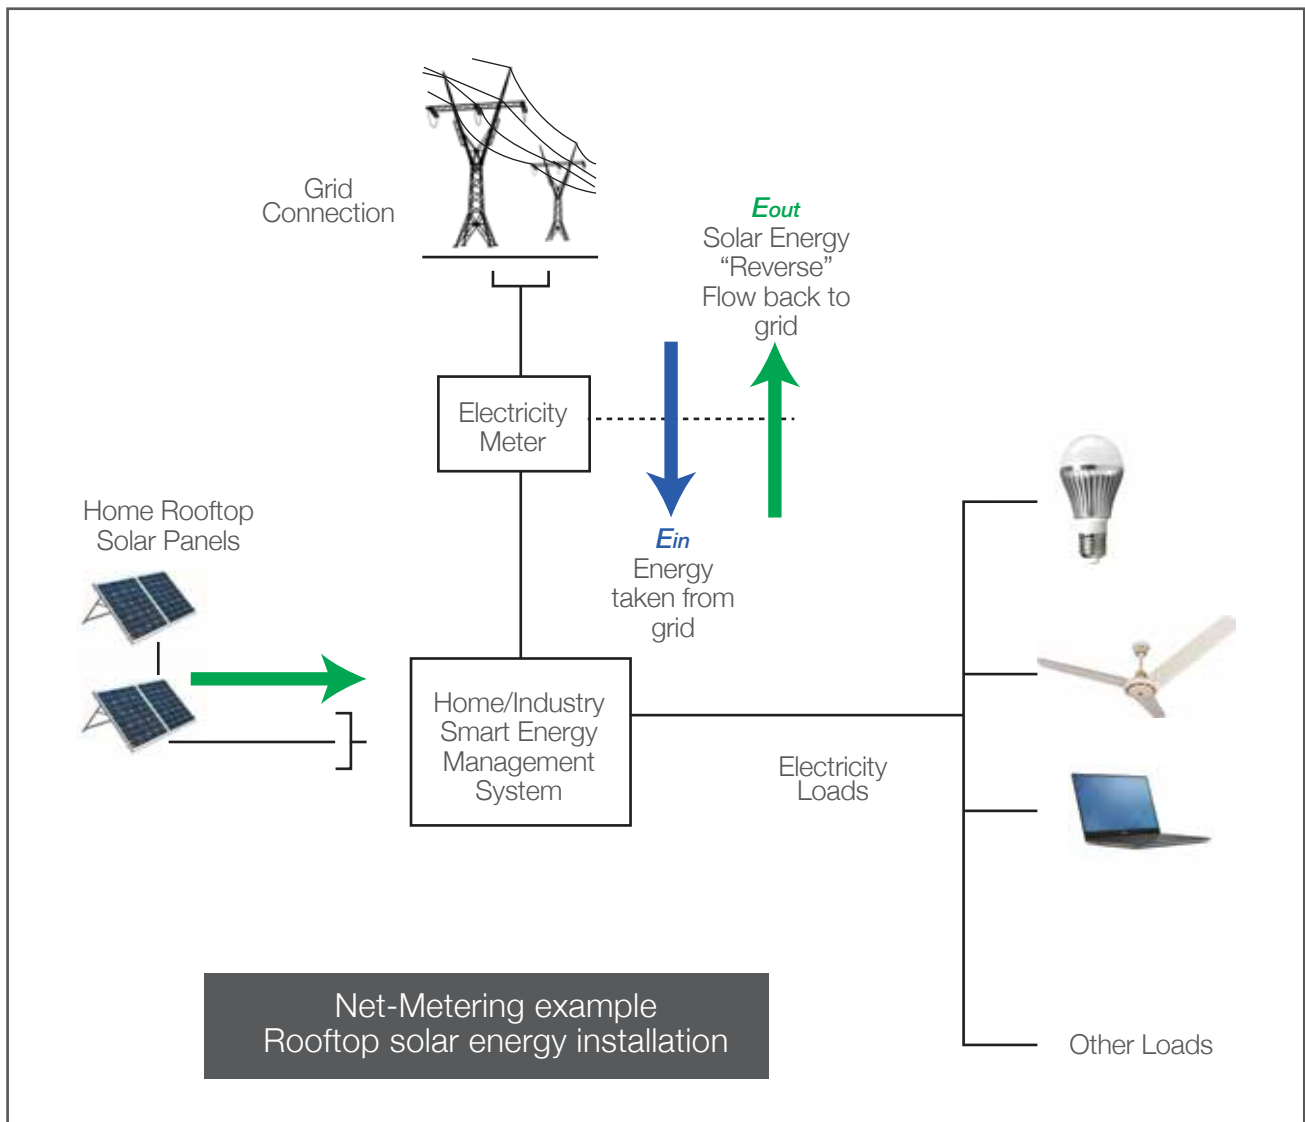 Grid
Connection
Eout
Solar Energy
“Reverse”
Flow back to
grid
Electricity
Meter
Ein
Energy
taken from
grid
Home Rooftop
Solar Panels
Home/Industry
Smart Energy
Management
System
Electricity
Loads
Other Loads
Net-Metering example
Rooftop solar energy installation